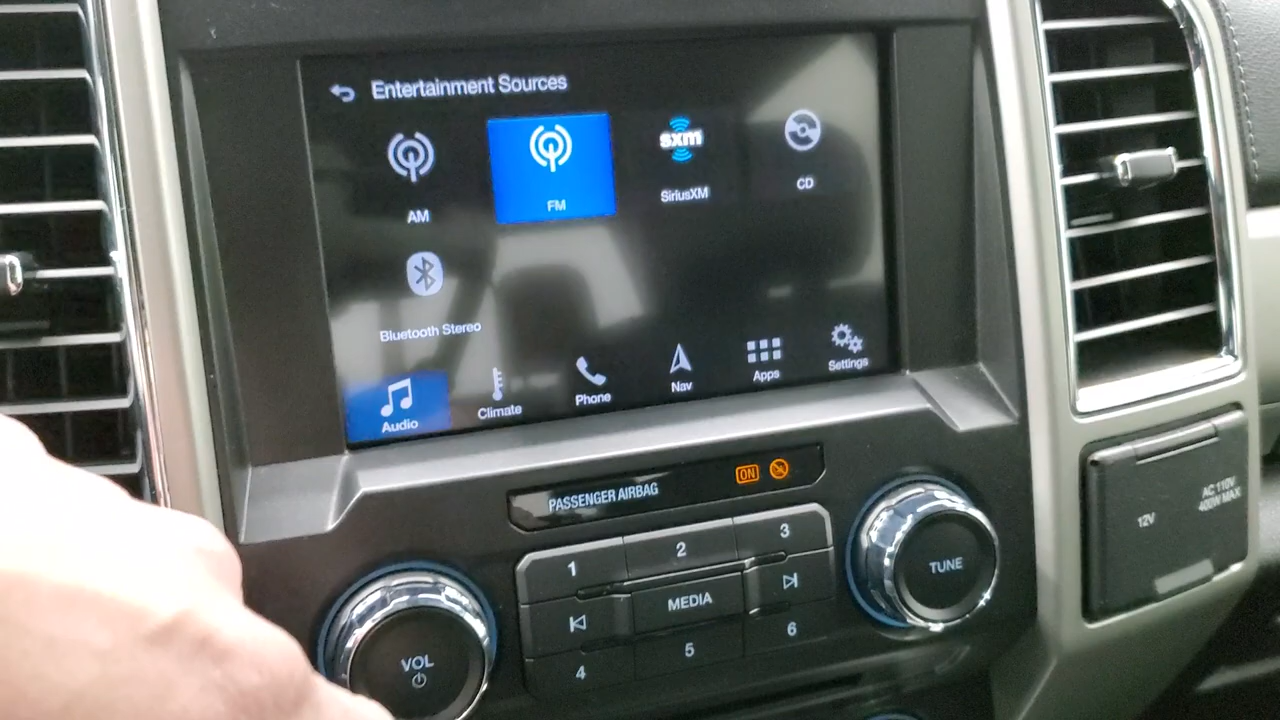 Entertainment Sources
AM
FM
sxm
SiriusXM
CD
Bluetooth Stereo
Audio
Climate
Phone
Nav
Apps
Settings
PASSENGER AIRBAG
ON
1
2
3
MEDIA
4
5
6
VOL
TUNE
12V
AC 110V
400W MAX